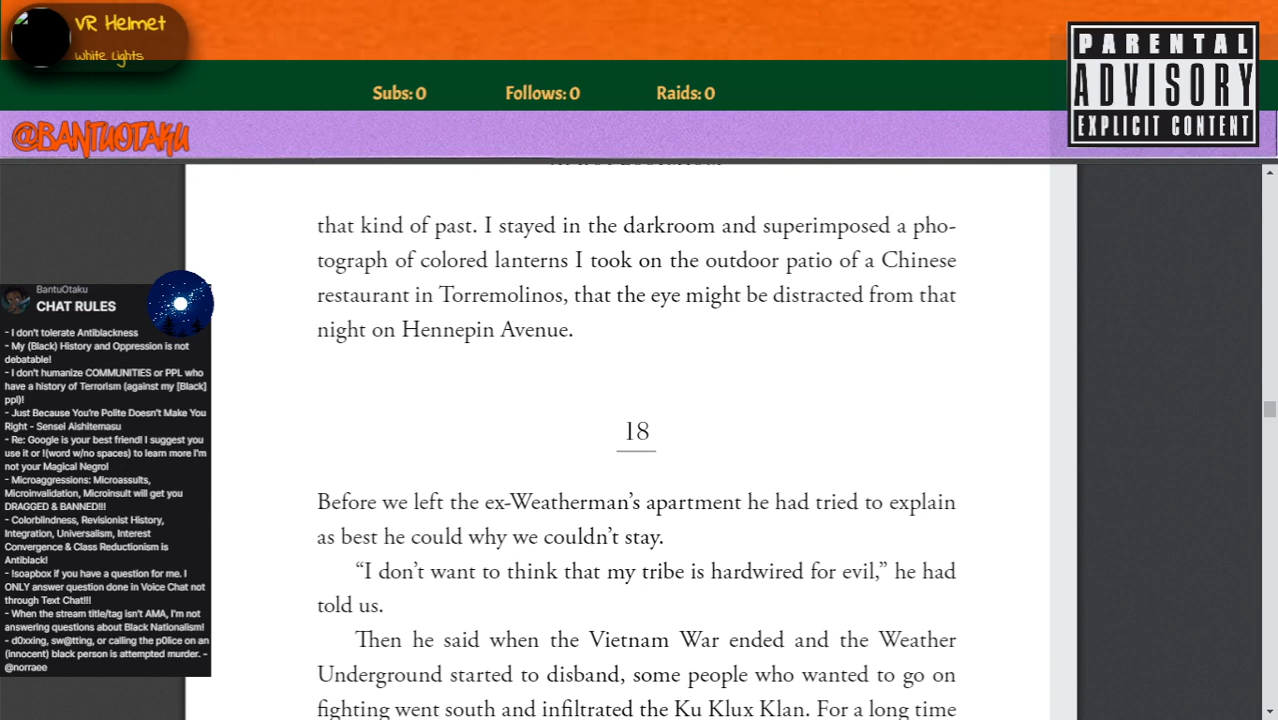 VR Helmet
White Lights
PARENTAL
ADVISORY
EXPLICIT CONTENT
Subs: 0 Follows: 0 Raids: 0
@BANTUOTAKU
that kind of past. I stayed in the darkroom and superimposed a pho-
tograph of colored lanterns I took on the outdoor patio of a Chinese
restaurant in Torremolinos, that the eye might be distracted from that
night on Hennepin Avenue.
18
Before we left the ex-Weatherman’s apartment he had tried to explain
as best he could why we couldn’t stay.
“I don’t want to think that my tribe is hardwired for evil,” he had
told us.
Then he said when the Vietnam War ended and the Weather
Underground started to disband, some people who wanted to go on
fighting went south and infiltrated the Ku Klux Klan. For a long time
BantuOtaku
CHAT RULES
- I don't tolerate Antiblackness
- My (Black) History and Oppression is not
debatable!
- I don't humanize COMMUNITIES or PPL who
have a history of Terrorism (against my [Black]
ppl)!
- Just Because You're Polite Doesn't Make You
Right - Sensei Aishitemasu
- Re: Google is your best friend! I suggest you
use it or !(word w/no spaces) to learn more I'm
not your Magical Negro!
- Microaggressions: Microassults,
Microinvalidation, Microinsult will get you
DRAGGED & BANNED!!!
- Colorblindness, Revisionist History,
Integration, Universalism, Interest
Convergence & Class Reductionism is
Antiblack!
- !soapbox if you have a question for me. I
ONLY answer question done in Voice Chat not
through Text Chat!!!
- When the stream title/tag isn't AMA, I'm not
answering questions about Black Nationalism!
- d0xxing, sw@tting, or calling the p0lice on an
(innocent) black person is attempted murder. -
@norraee